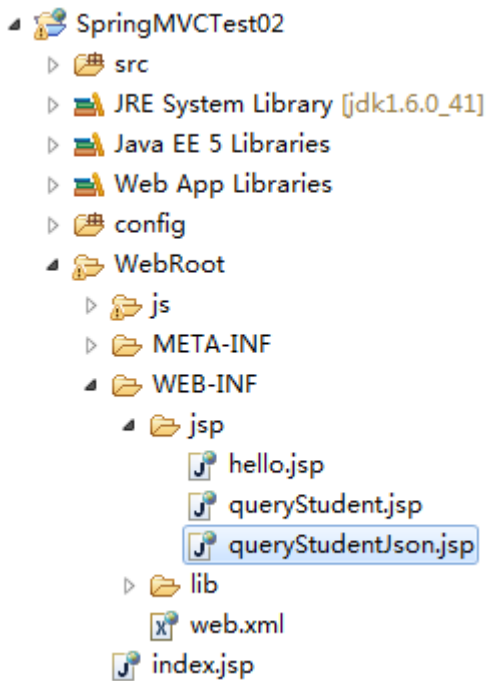 SpringMVCTest02
src
JRE System Library [jdk1.6.0_41]
Java EE 5 Libraries
Web App Libraries
config
WebRoot
js
META-INF
WEB-INF
jsp
hello.jsp
queryStudent.jsp
queryStudentJson.jsp
lib
web.xml
index.jsp